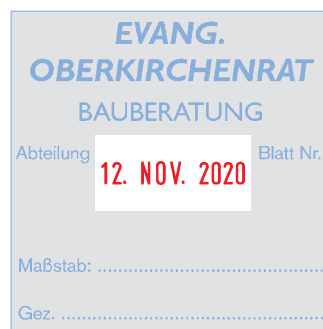 EVANG.
OBERKIRCHENRAT
BAUBERATUNG
Abteilung 12. NOV. 2020 Blatt Nr.
Maßstab: ........................................
Gez. ..............................................